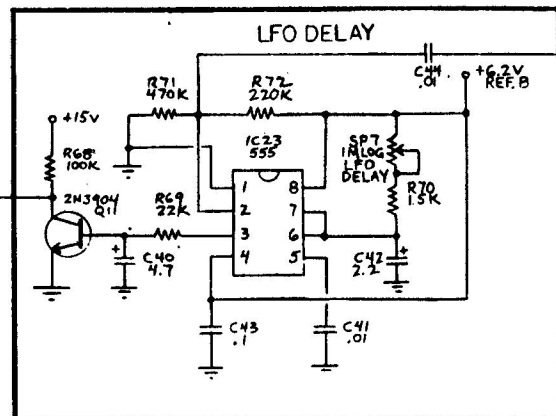 LFO DELAY
C44
.01
+6.2V
REF. B
R71
470K
R72
220K
+15V
IC23
555
SP7
1M LOG
LFO
DELAY
R68
100K
R70
1.5K
2N3904
Q11
R69
22K
1
8
2
7
3
6
4
5
+
C40
4.7
+
C42
2.2
C43
.1
C41
.01